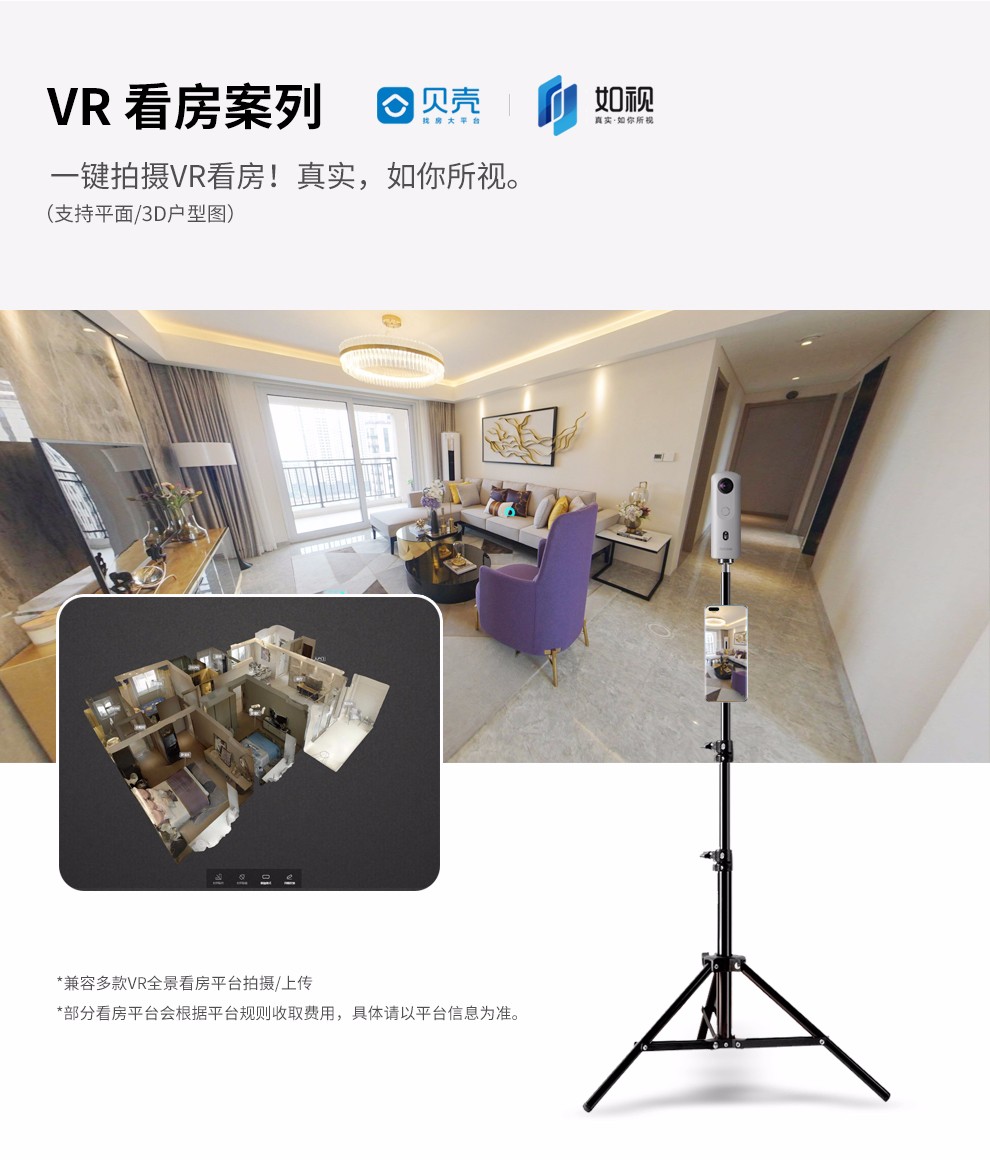 VR 看房案列
贝壳
找房大平台
如视
真实·如你所视
一键拍摄VR看房！真实，如你所视。
（支持平面/3D户型图）
*兼容多款VR全景看房平台拍摄/上传
*部分看房平台会根据平台规则收取费用，具体请以平台信息为准。